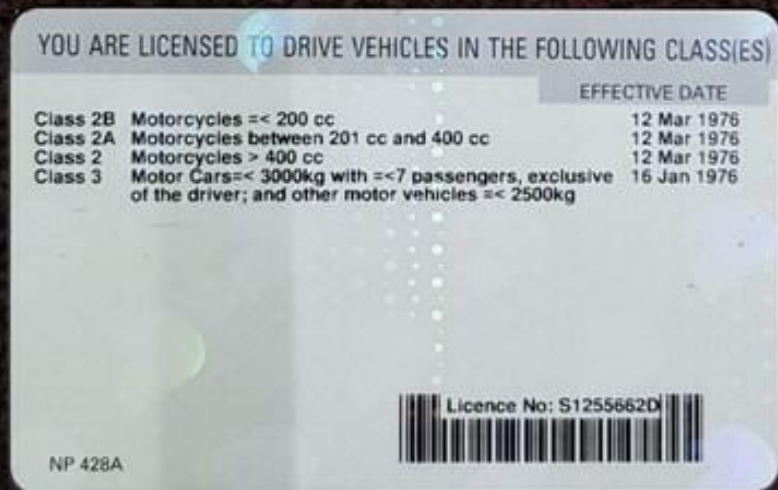 YOU ARE LICENSED TO DRIVE VEHICLES IN THE FOLLOWING CLASS(ES)
EFFECTIVE DATE
Class 2B Motorcycles =< 200 cc 12 Mar 1976
Class 2A Motorcycles between 201 cc and 400 cc 12 Mar 1976
Class 2 Motorcycles > 400 cc 12 Mar 1976
Class 3 Motor Cars=< 3000kg with =<7 passengers, exclusive 16 Jan 1976
of the driver; and other motor vehicles =< 2500kg
Licence No: S1255662D
NP 428A